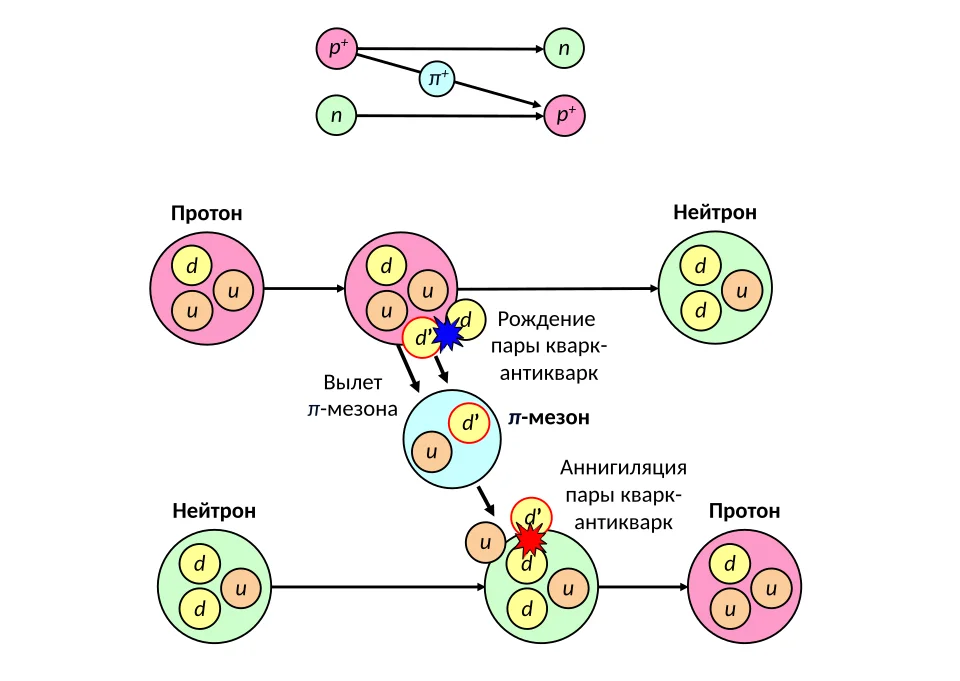 p⁺
n
π⁺
n
p⁺
Протон
Нейтрон
d
u
u
d
u
u
d
u
d
d
d’
Рождение
пары кварк-
антикварк
Вылет
π-мезона
d’
u
π-мезон
Аннигиляция
пары кварк-
антикварк
Нейтрон
Протон
d’
u
d
u
d
d
u
d
d
u
u